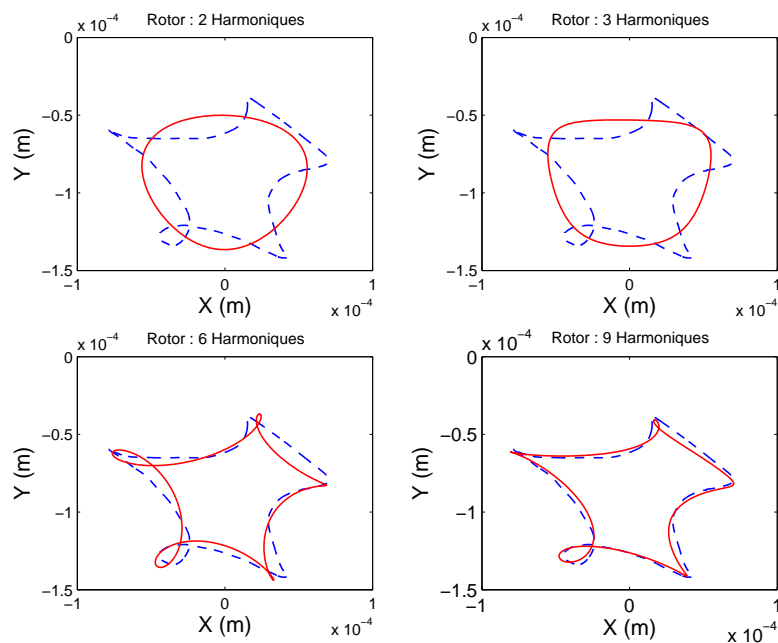 x 10⁻⁴
Rotor : 2 Harmoniques
0
−0.5
−1
−1.5
Y (m)
−1
0
1
X (m)
x 10⁻⁴
x 10⁻⁴
Rotor : 3 Harmoniques
0
−0.5
−1
−1.5
Y (m)
−1
0
1
X (m)
x 10⁻⁴
x 10⁻⁴
Rotor : 6 Harmoniques
0
−0.5
−1
−1.5
Y (m)
−1
0
1
X (m)
x 10⁻⁴
x 10⁻⁴
Rotor : 9 Harmoniques
0
−0.5
−1
−1.5
Y (m)
−1
0
1
X (m)
x 10⁻⁴